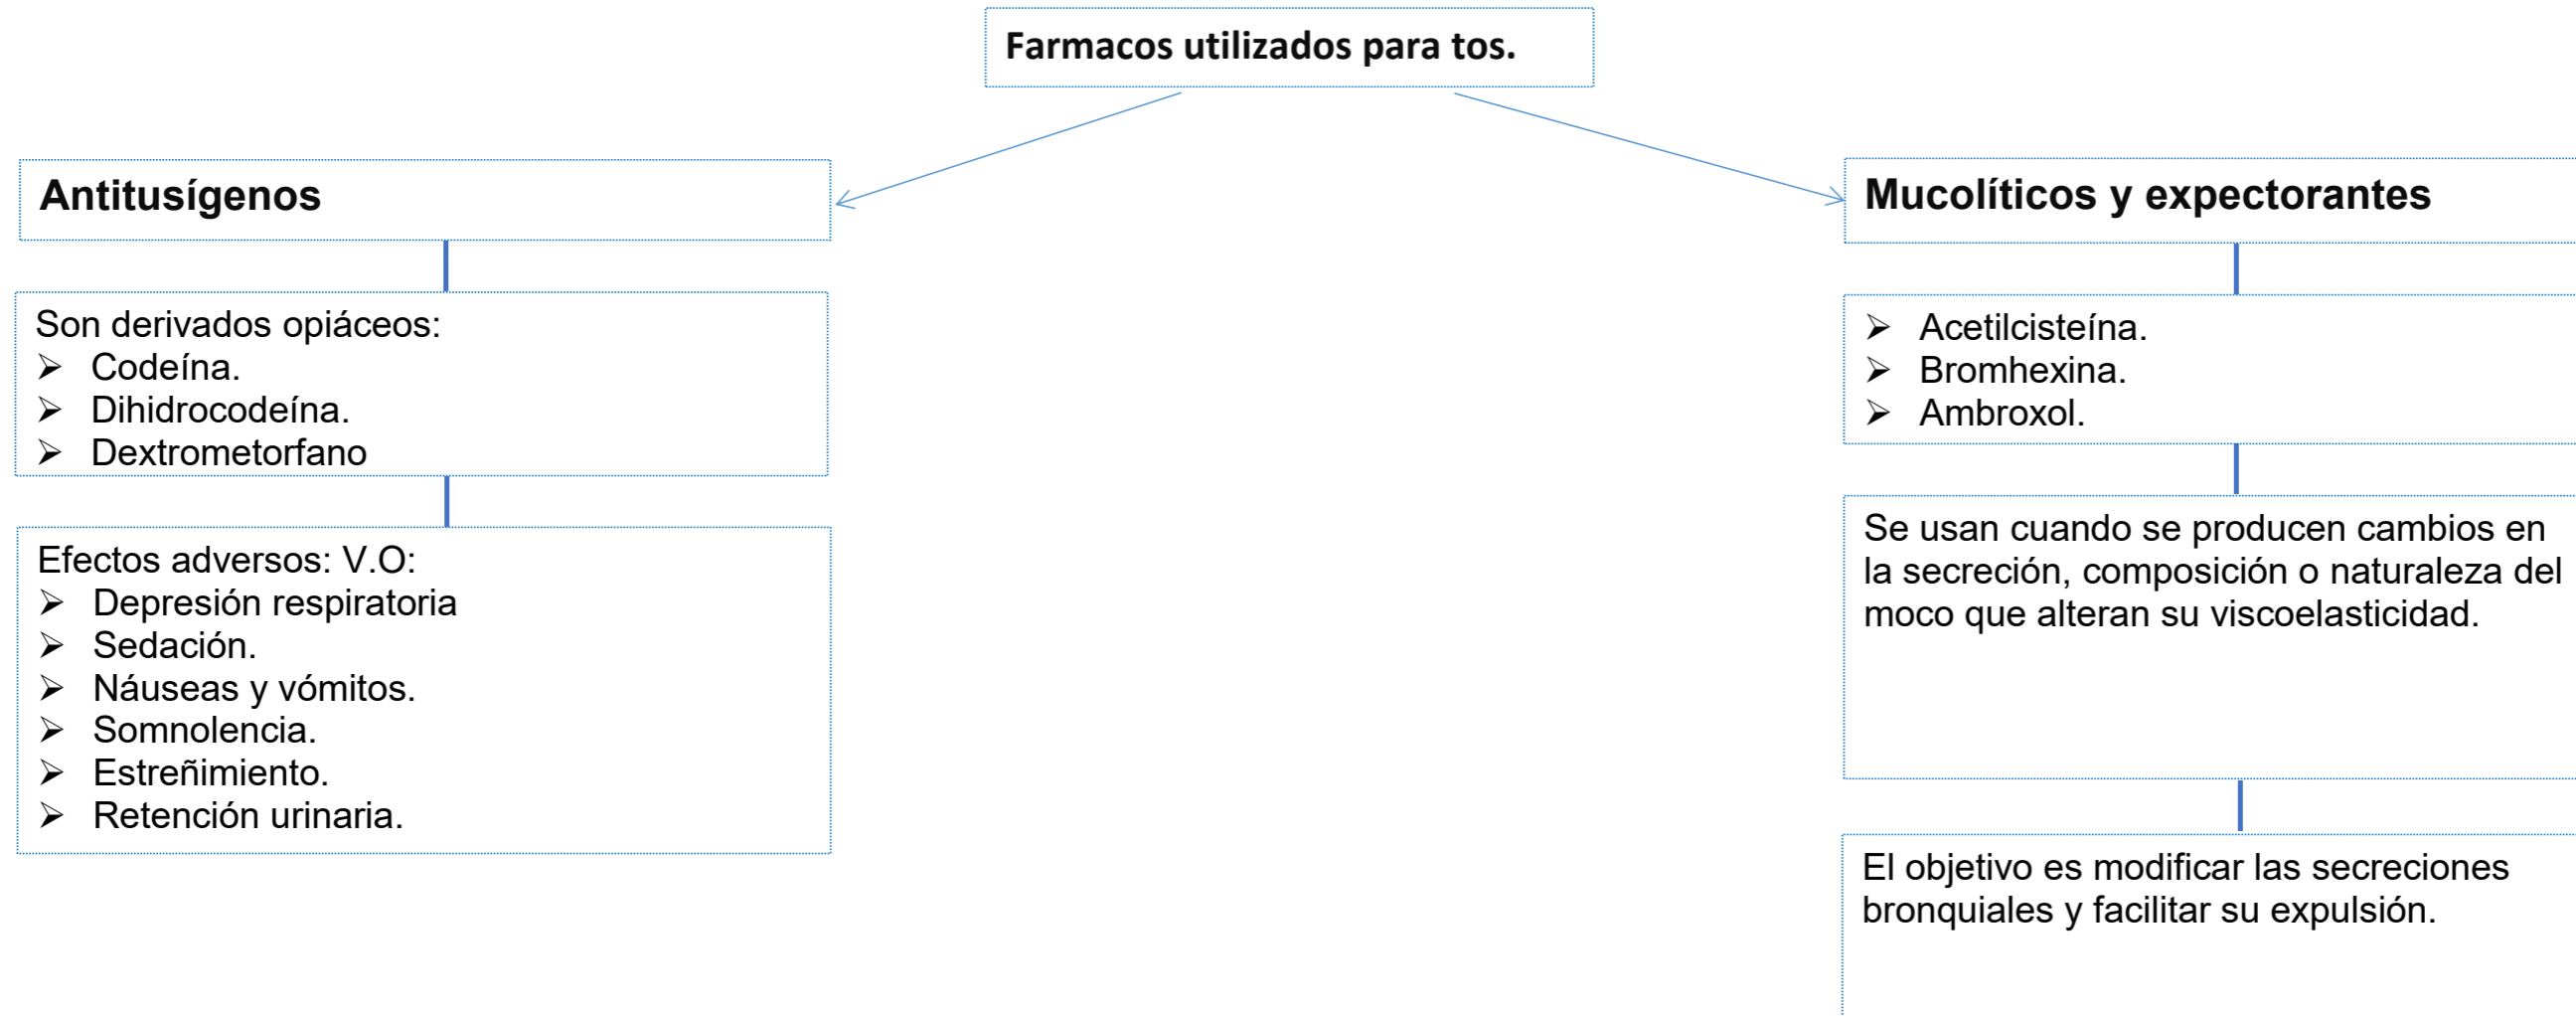 Farmacos utilizados para tos.
Antitusígenos
Son derivados opiáceos:
➢ Codeína.
➢ Dihidrocodeína.
➢ Dextrometorfano
Efectos adversos: V.O:
➢ Depresión respiratoria
➢ Sedación.
➢ Náuseas y vómitos.
➢ Somnolencia.
➢ Estreñimiento.
➢ Retención urinaria.
Mucolíticos y expectorantes
➢ Acetilcisteína.
➢ Bromhexina.
➢ Ambroxol.
Se usan cuando se producen cambios en
la secreción, composición o naturaleza del
moco que alteran su viscoelasticidad.
El objetivo es modificar las secreciones
bronquiales y facilitar su expulsión.